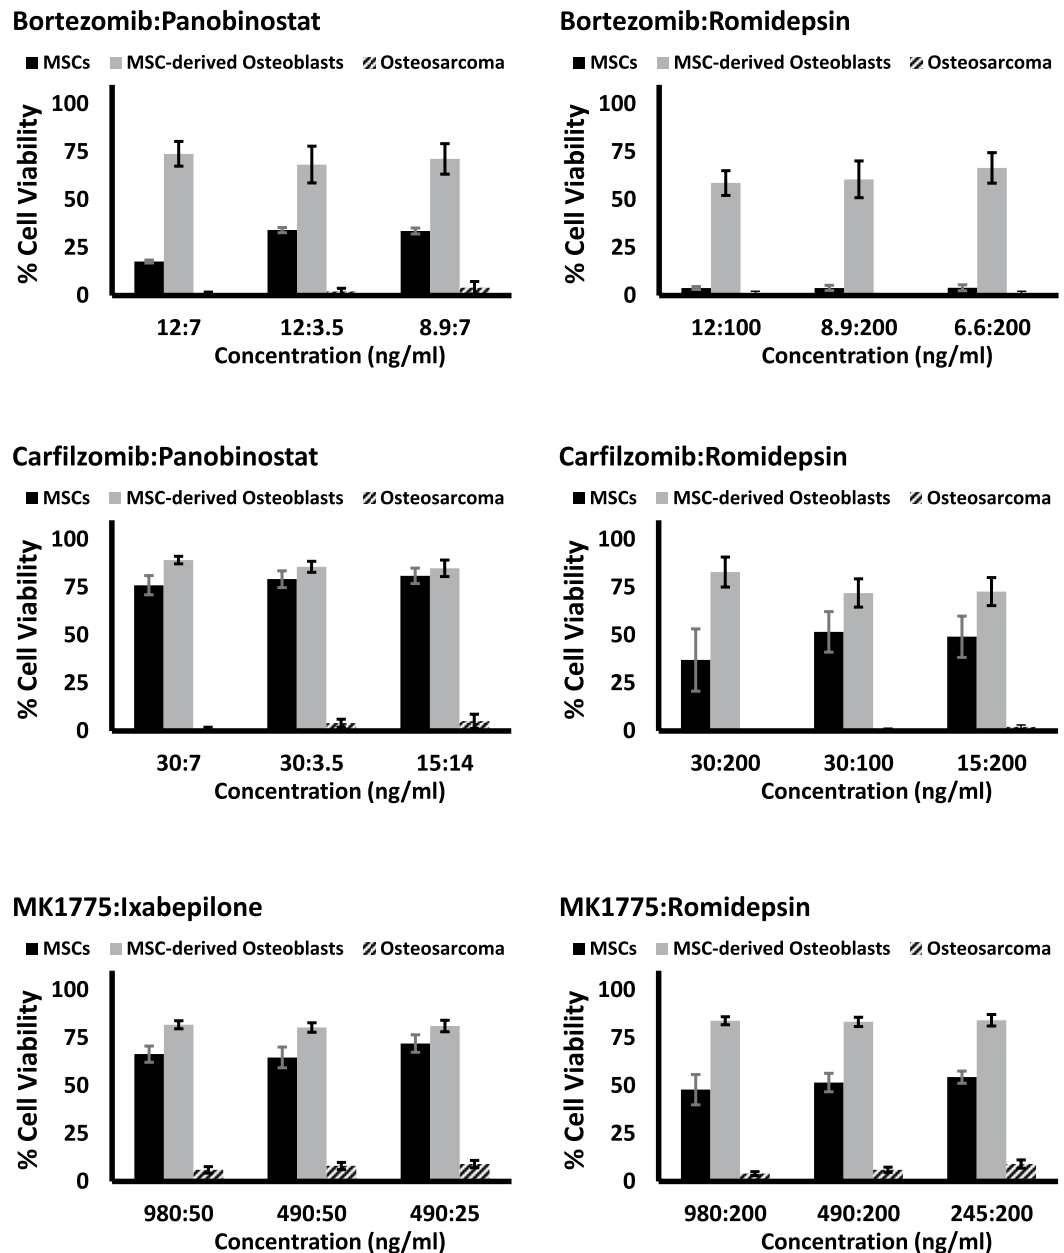 Bortezomib:Panobinostat
MSCs MSC-derived Osteoblasts Osteosarcoma
% Cell Viability
100
75
50
25
0
12:7 12:3.5 8.9:7
Concentration (ng/ml)
Bortezomib:Romidepsin
MSCs MSC-derived Osteoblasts Osteosarcoma
% Cell Viability
100
75
50
25
0
12:100 8.9:200 6.6:200
Concentration (ng/ml)
Carfilzomib:Panobinostat
MSCs MSC-derived Osteoblasts Osteosarcoma
% Cell Viability
100
75
50
25
0
30:7 30:3.5 15:14
Concentration (ng/ml)
Carfilzomib:Romidepsin
MSCs MSC-derived Osteoblasts Osteosarcoma
% Cell Viability
100
75
50
25
0
30:200 30:100 15:200
Concentration (ng/ml)
MK1775:Ixabepilone
MSCs MSC-derived Osteoblasts Osteosarcoma
% Cell Viability
100
75
50
25
0
980:50 490:50 490:25
Concentration (ng/ml)
MK1775:Romidepsin
MSCs MSC-derived Osteoblasts Osteosarcoma
% Cell Viability
100
75
50
25
0
980:200 490:200 245:200
Concentration (ng/ml)